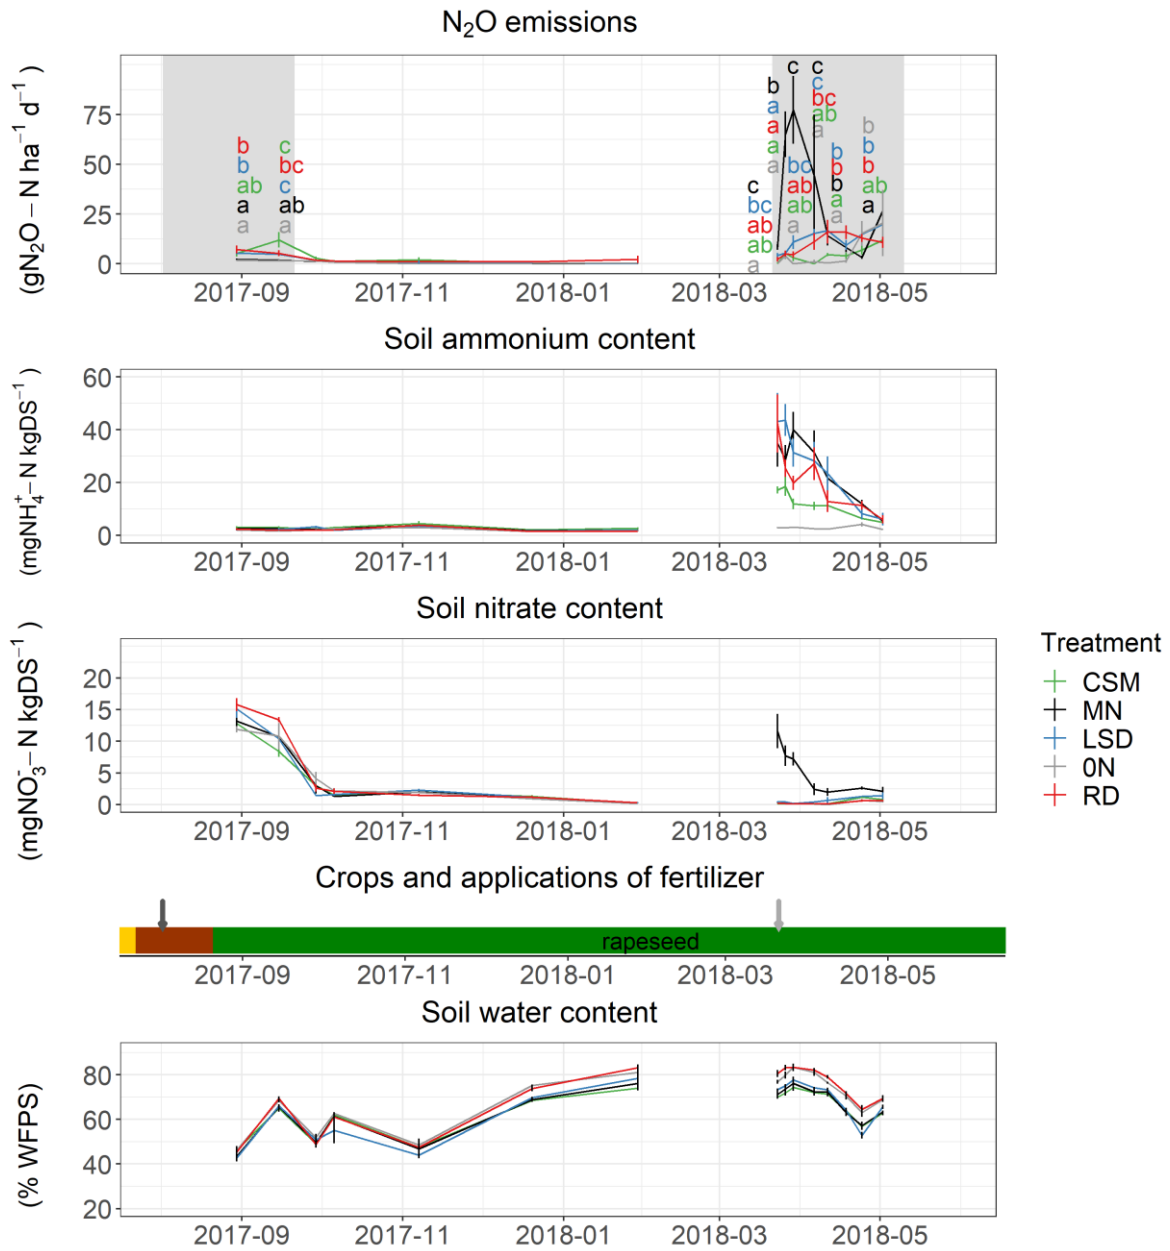 N₂O emissions
(gN₂O − N ha⁻¹ d⁻¹ )
75
50
25
0
b
b
ab
a
a
c
bc
c
ab
a
c
bc
ab
ab
a
b
a
a
a
a
c
bc
ab
ab
a
c
c
bc
ab
a
b
b
b
a
a
b
b
b
ab
a
2017-09 2017-11 2018-01 2018-03 2018-05
Soil ammonium content
(mgNH₄⁺ − N kgDS⁻¹ )
60
40
20
0
2017-09 2017-11 2018-01 2018-03 2018-05
Soil nitrate content
(mgNO₃⁻ − N kgDS⁻¹ )
20
15
10
5
0
2017-09 2017-11 2018-01 2018-03 2018-05
Treatment
CSM
MN
LSD
0N
RD
Crops and applications of fertilizer
rapeseed
2017-09 2017-11 2018-01 2018-03 2018-05
Soil water content
(% WFPS)
80
60
40
20
2017-09 2017-11 2018-01 2018-03 2018-05